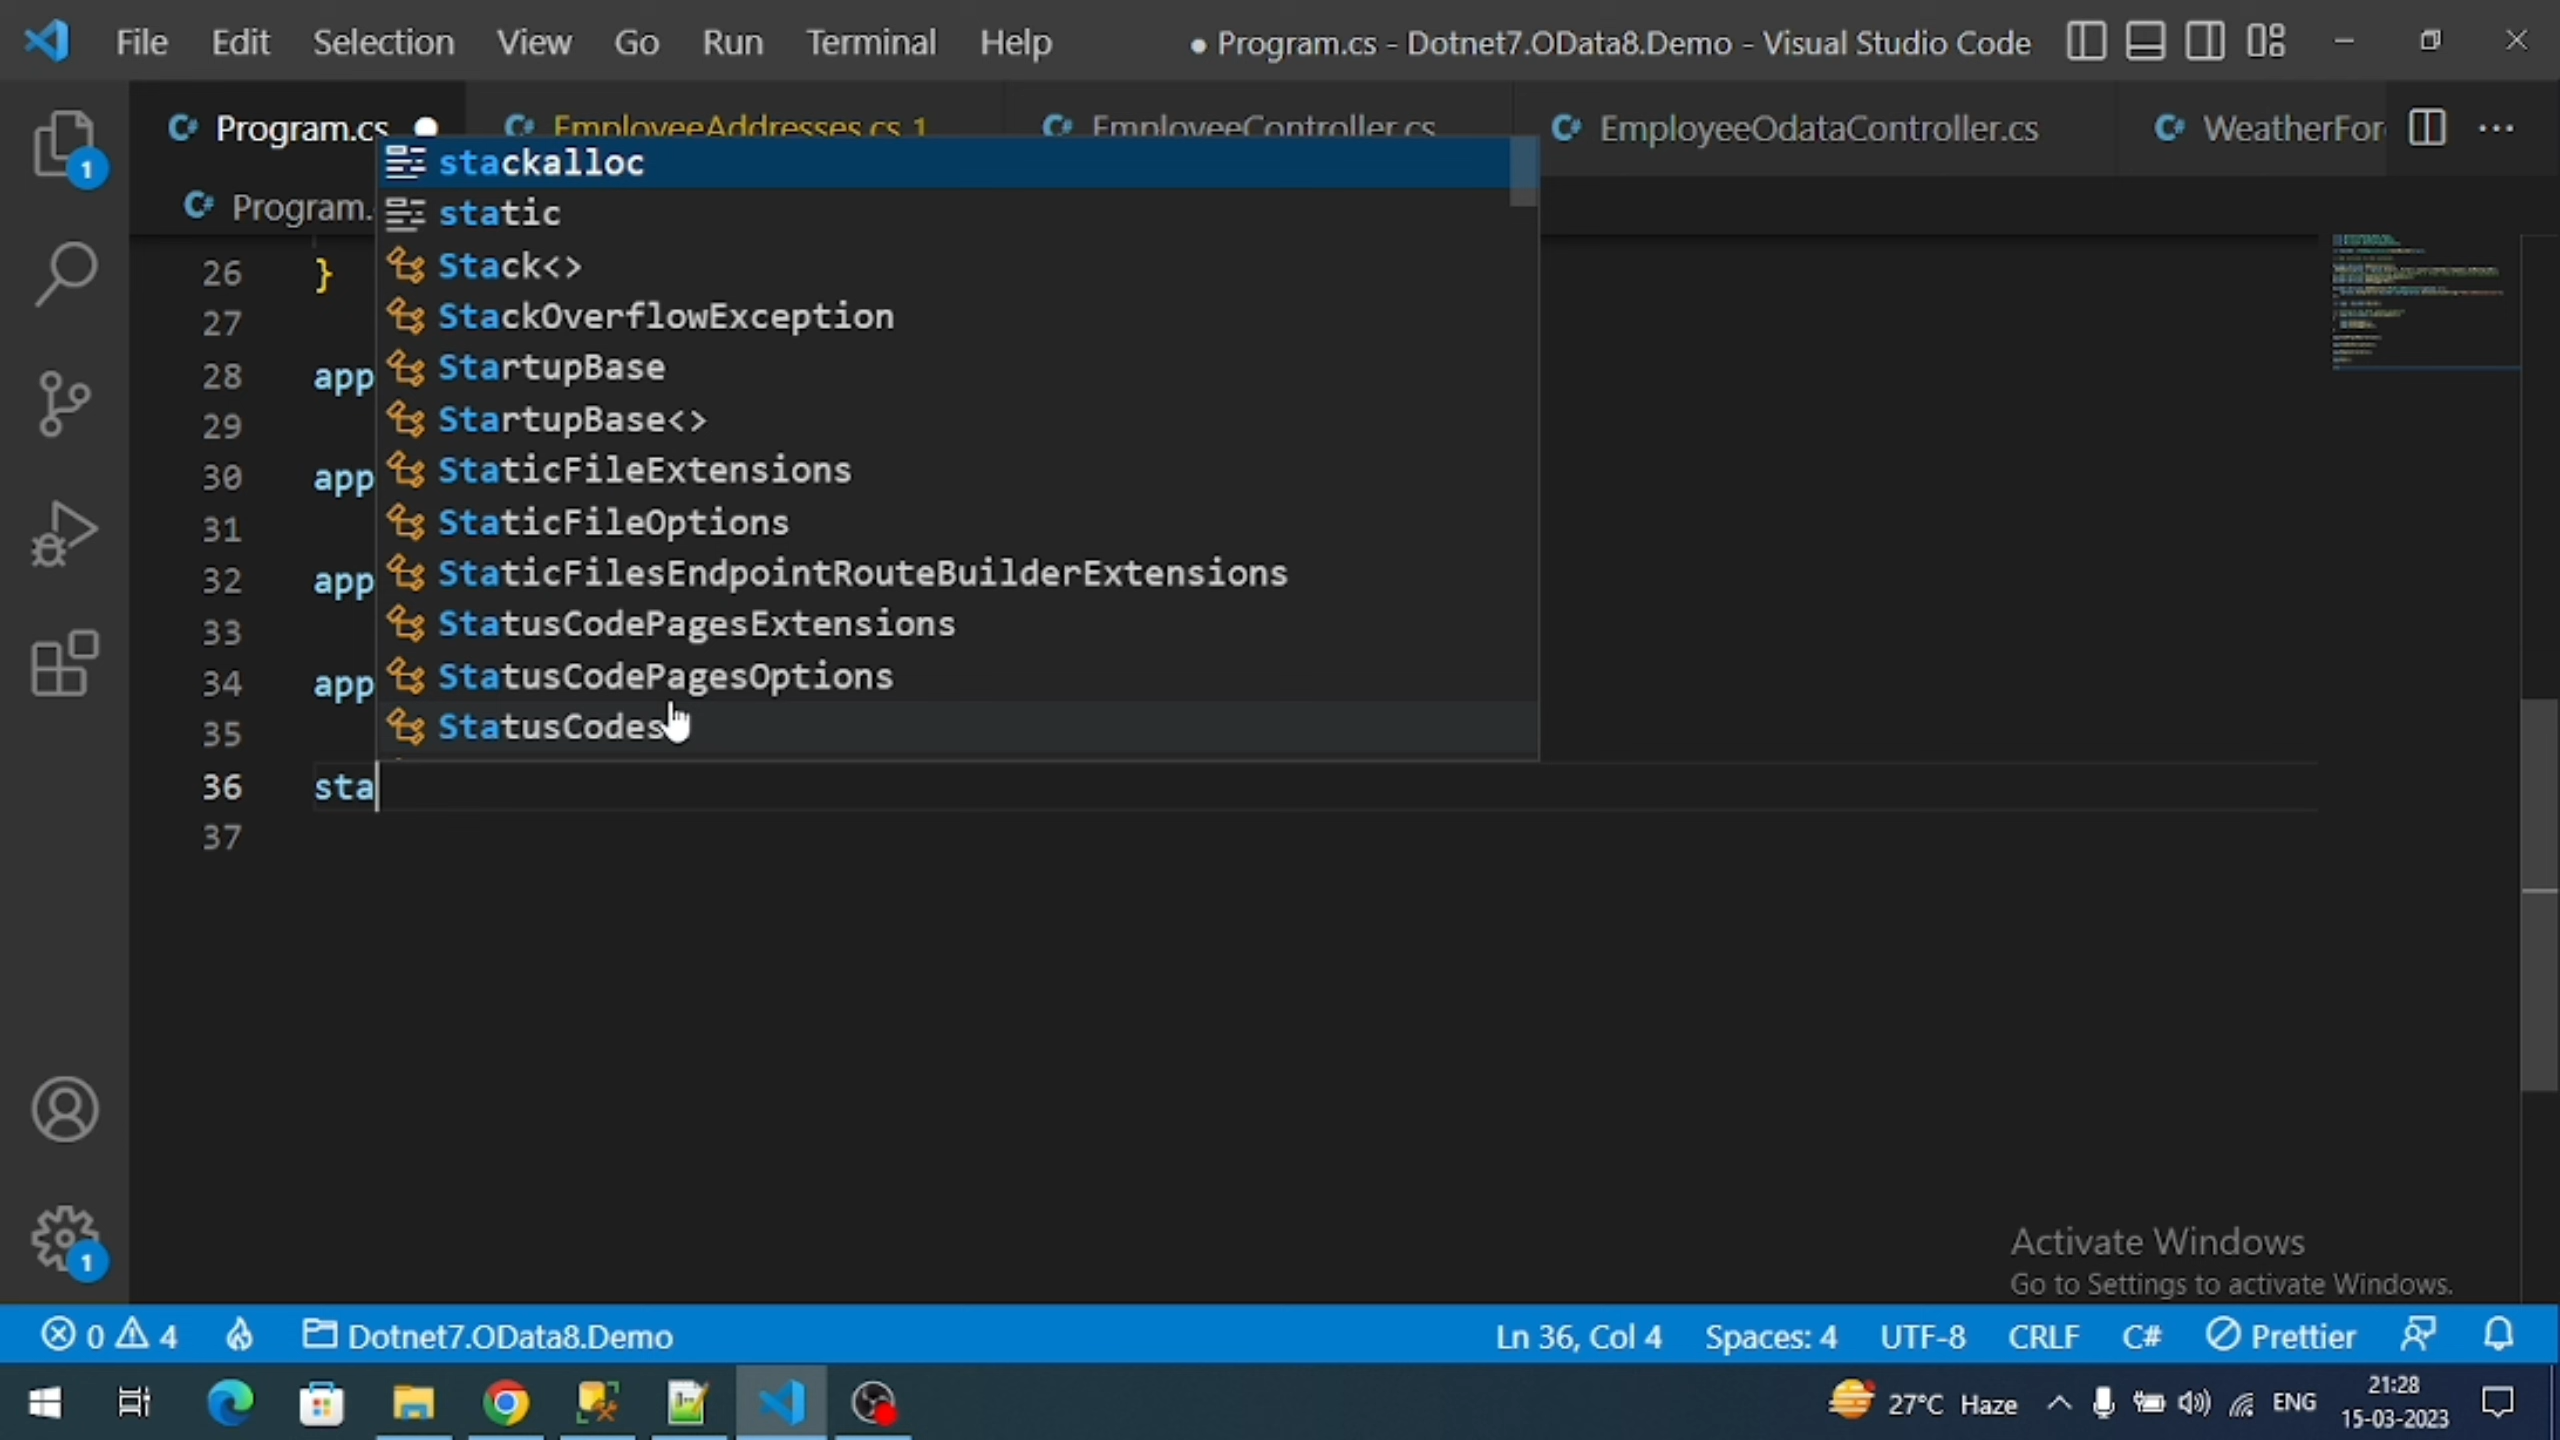 File Edit Selection View Go Run Terminal Help ● Program.cs - Dotnet7.OData8.Demo - Visual Studio Code
Program.cs EmployeeAddresses.cs 1 EmployeeController.cs EmployeeOdataController.cs WeatherFor
Program.
stackalloc
static
Stack<>
StackOverflowException
StartupBase
StartupBase<>
StaticFileExtensions
StaticFileOptions
StaticFilesEndpointRouteBuilderExtensions
StatusCodePagesExtensions
StatusCodePagesOptions
StatusCodes
26 }
27
28 app
29
30 app
31
32 app
33
34 app
35
36 sta
37
1
1
Activate Windows
Go to Settings to activate Windows.
0 4 Dotnet7.OData8.Demo Ln 36, Col 4 Spaces: 4 UTF-8 CRLF C# Prettier
27°C Haze ENG 21:28
15-03-2023